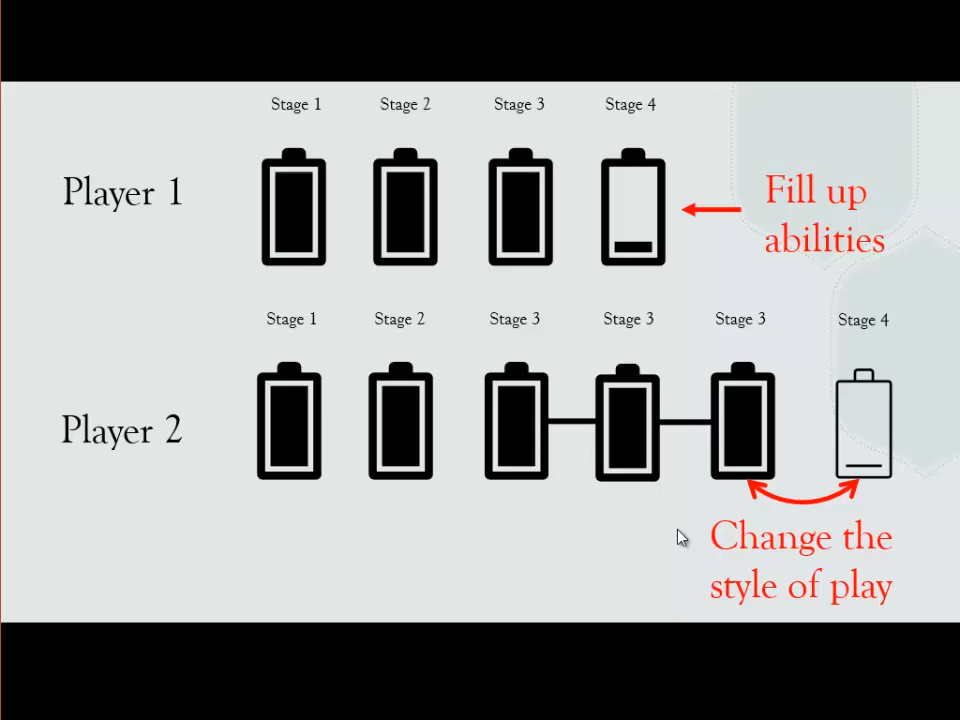 Stage 1 Stage 2 Stage 3 Stage 4
Player 1
Fill up
abilities
Stage 1 Stage 2 Stage 3 Stage 3 Stage 3 Stage 4
Player 2
Change the
style of play